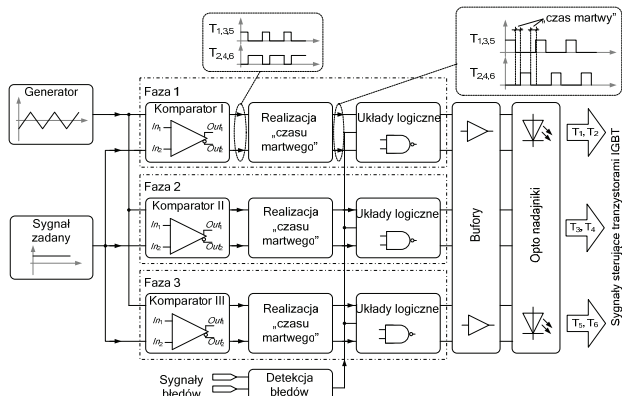 T1,3,5
T2,4,6
„czas martwy”
T1,3,5
T2,4,6
Generator
Sygnał
zadany
Faza 1
Komparator I
In1
In2
Out1
Out2
Realizacja
„czasu
martwego”
Układy logiczne
Faza 2
Komparator II
In1
In2
Out1
Out2
Realizacja
„czasu
martwego”
Układy logiczne
Faza 3
Komparator III
In1
In2
Out1
Out2
Realizacja
„czasu
martwego”
Układy logiczne
Bufory
Opto nadajniki
T1, T2
T3, T4
T5, T6
Sygnały sterujące tranzystorami IGBT
Sygnały
błędów
Detekcja
błędów